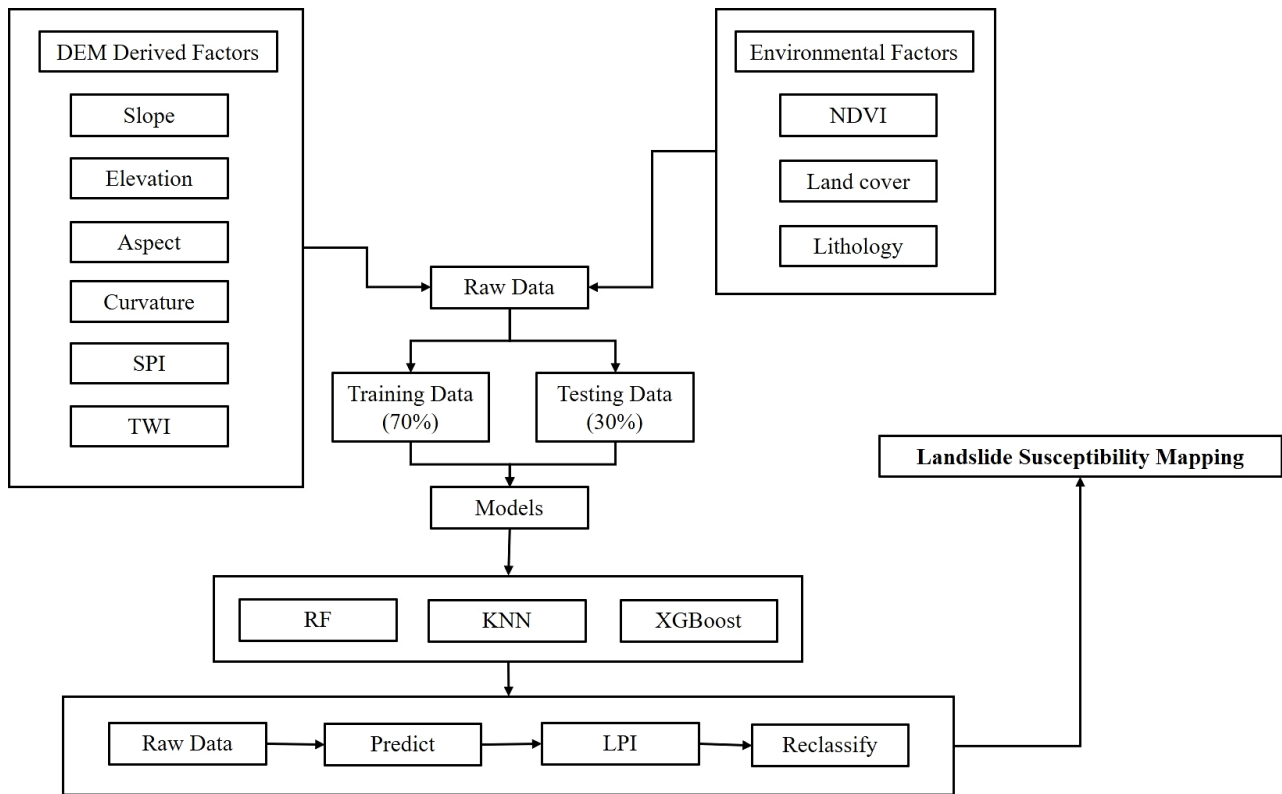 DEM Derived Factors
Slope
Elevation
Aspect
Curvature
SPI
TWI
Environmental Factors
NDVI
Land cover
Lithology
Raw Data
Training Data
(70%)
Testing Data
(30%)
Models
RF
KNN
XGBoost
Raw Data
Predict
LPI
Reclassify
Landslide Susceptibility Mapping